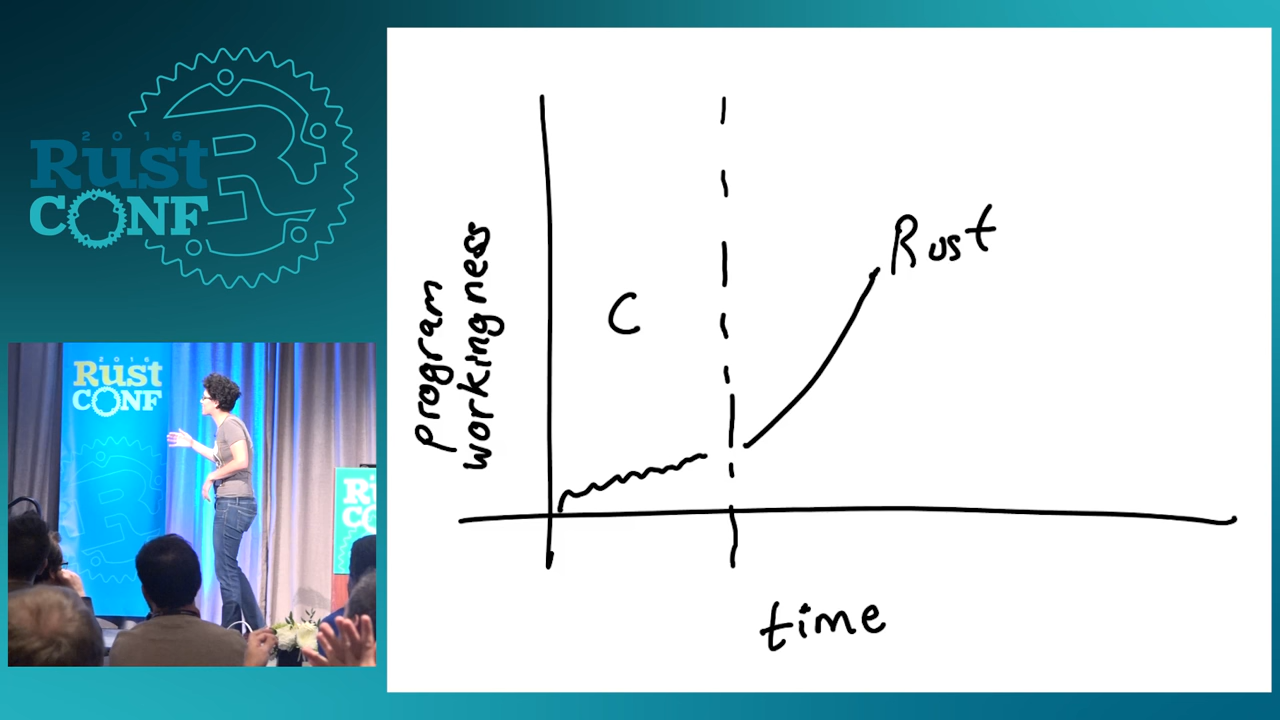 2016
Rust
CONF
R
program
workingness
C
Rust
time
2016
Rust
CONF
Ru
CO